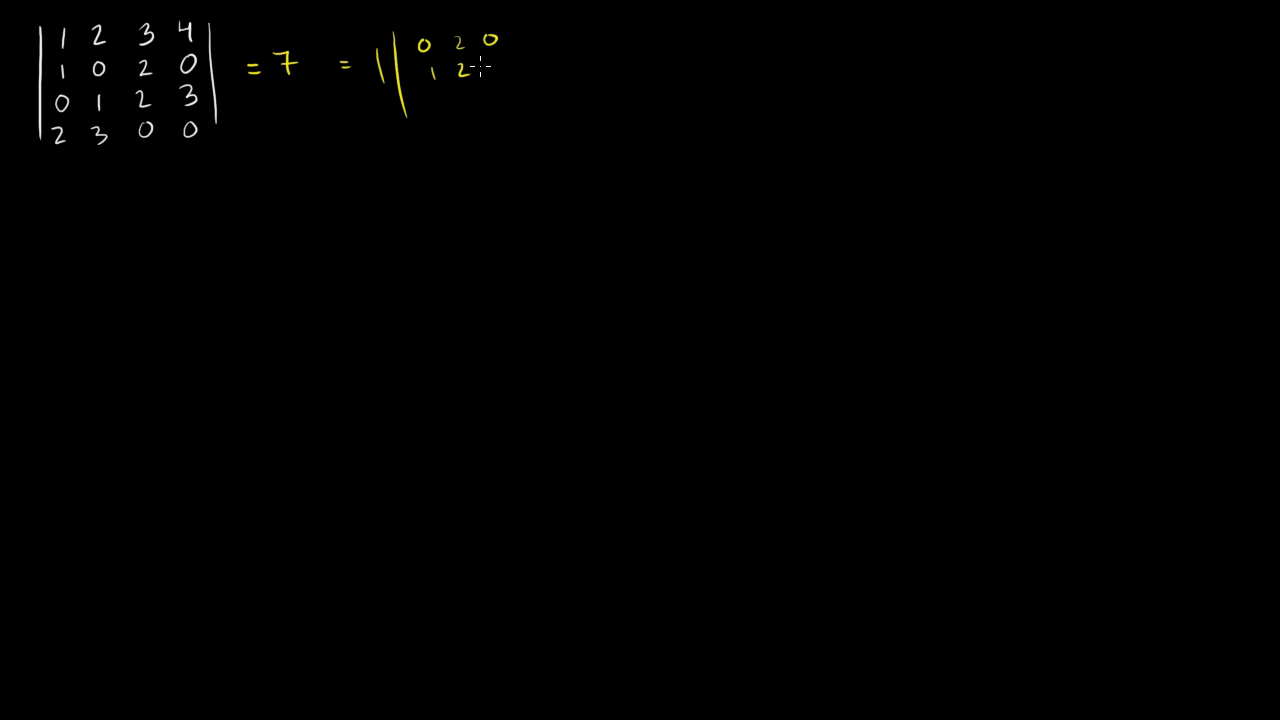 | 1 2 3 4 |
| 1 0 2 0 | = 7 = 1 | 0 2 0
| 0 1 2 3 | | 1 2
| 2 3 0 0 |